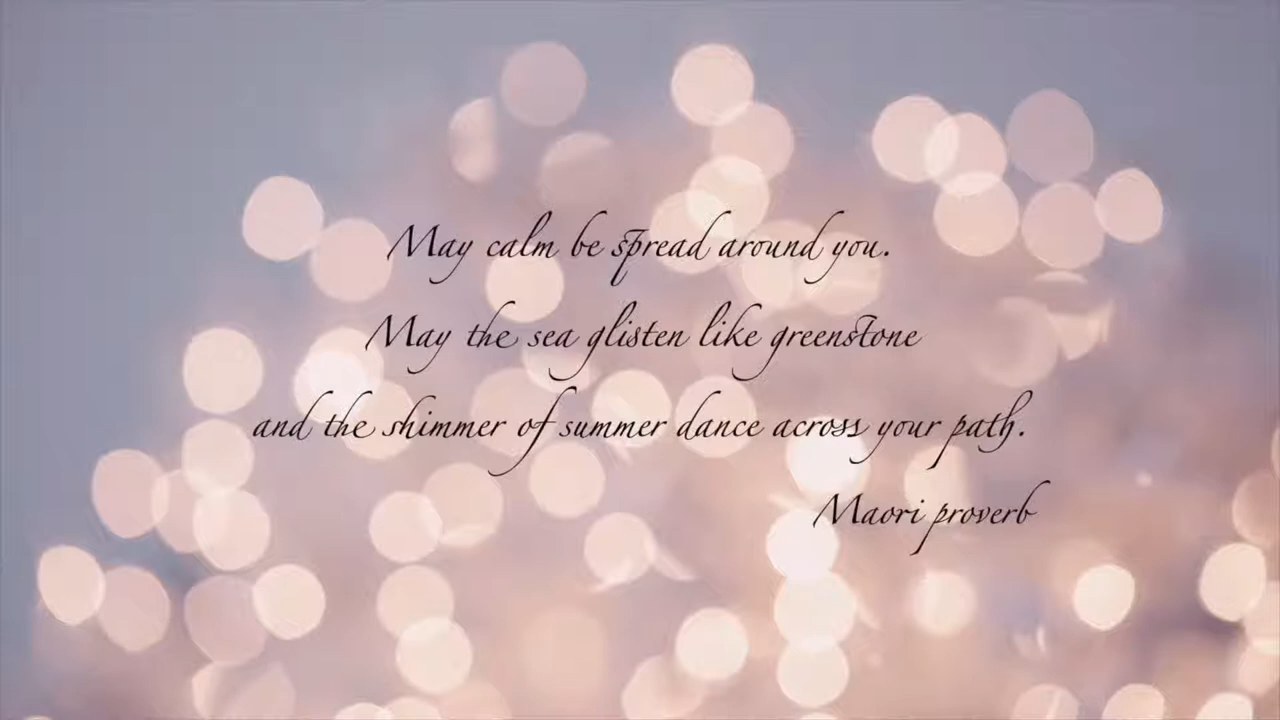 May calm be spread around you.
May the sea glisten like greenstone
and the shimmer of summer dance across your path.
Maori proverb